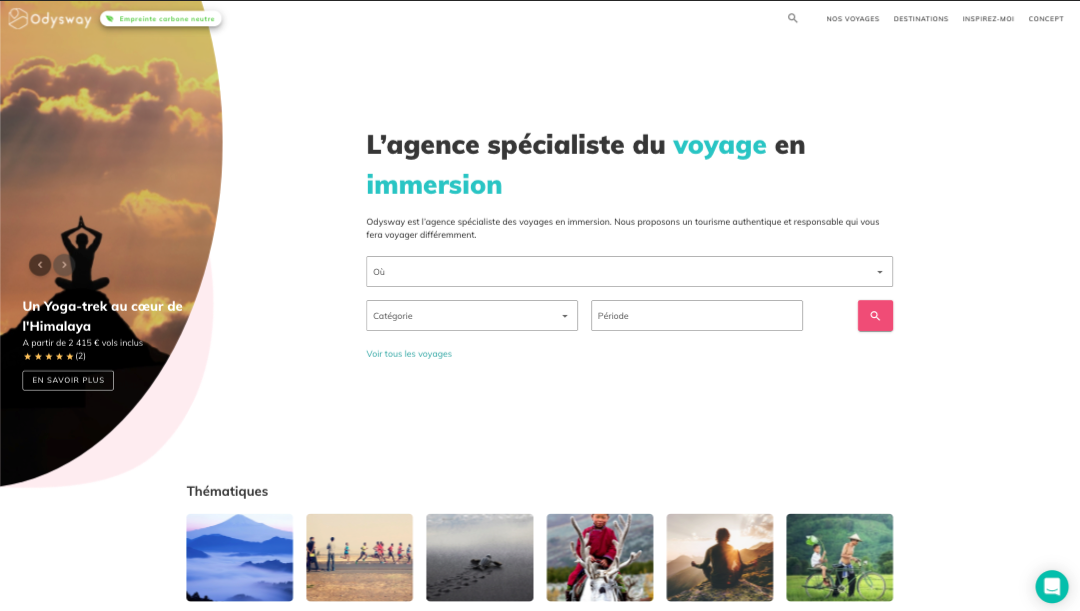 Odysway
Empreinte carbone neutre
NOS VOYAGES
DESTINATIONS
INSPIREZ-MOI
CONCEPT
L'agence spécialiste du voyage en
immersion
Odysway est l'agence spécialiste des voyages en immersion. Nous proposons un tourisme authentique et responsable qui vous
fera voyager différemment.
Où
Catégorie
Période
Voir tous les voyages
Un Yoga-trek au cœur de
l'Himalaya
A partir de 2 415 € vols inclus
(2)
EN SAVOIR PLUS
Thématiques